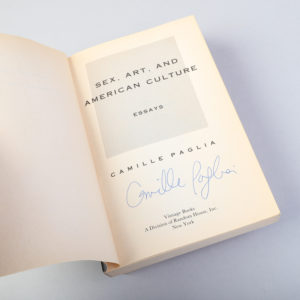 SEX, ART, AND
AMERICAN CULTURE
ESSAYS
CAMILLE PAGLIA
Camille Paglia
Vintage Books
A Division of Random House, Inc.
New York